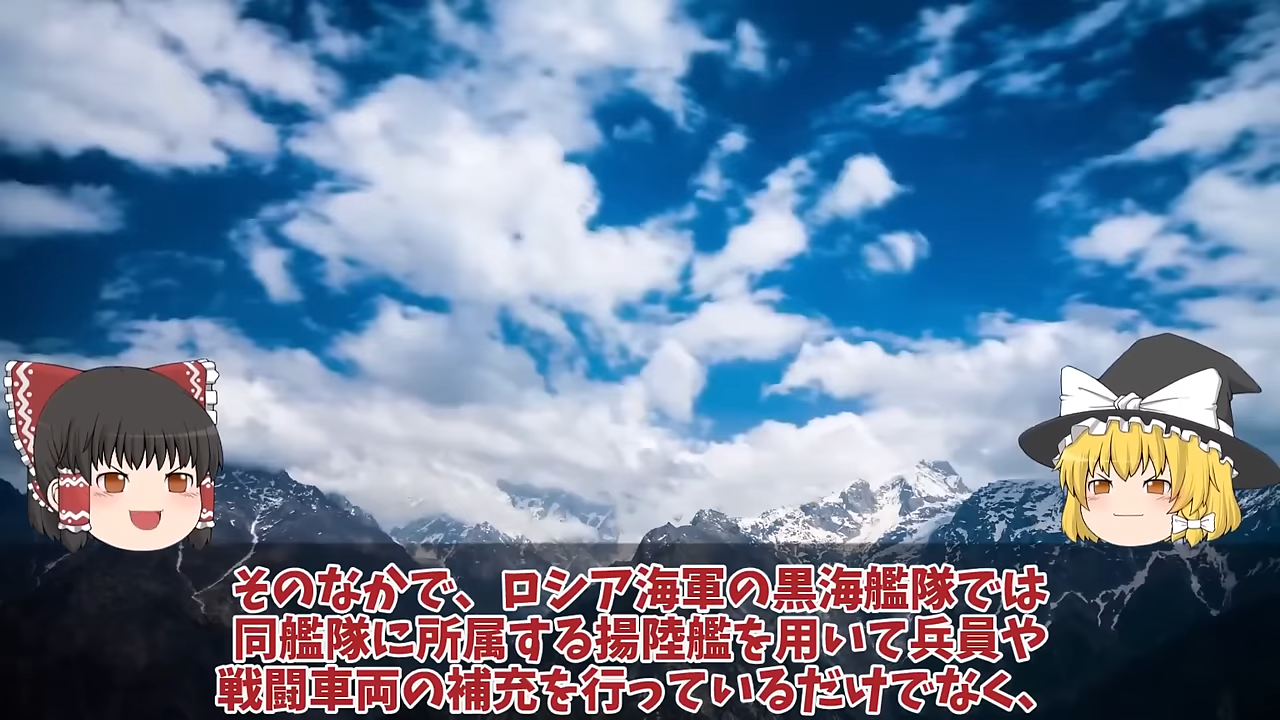 そのなかで、ロシア海軍の黒海艦隊では
同艦隊に所属する揚陸艦を用いて兵員や
戦闘車両の補充を行っているだけでなく、